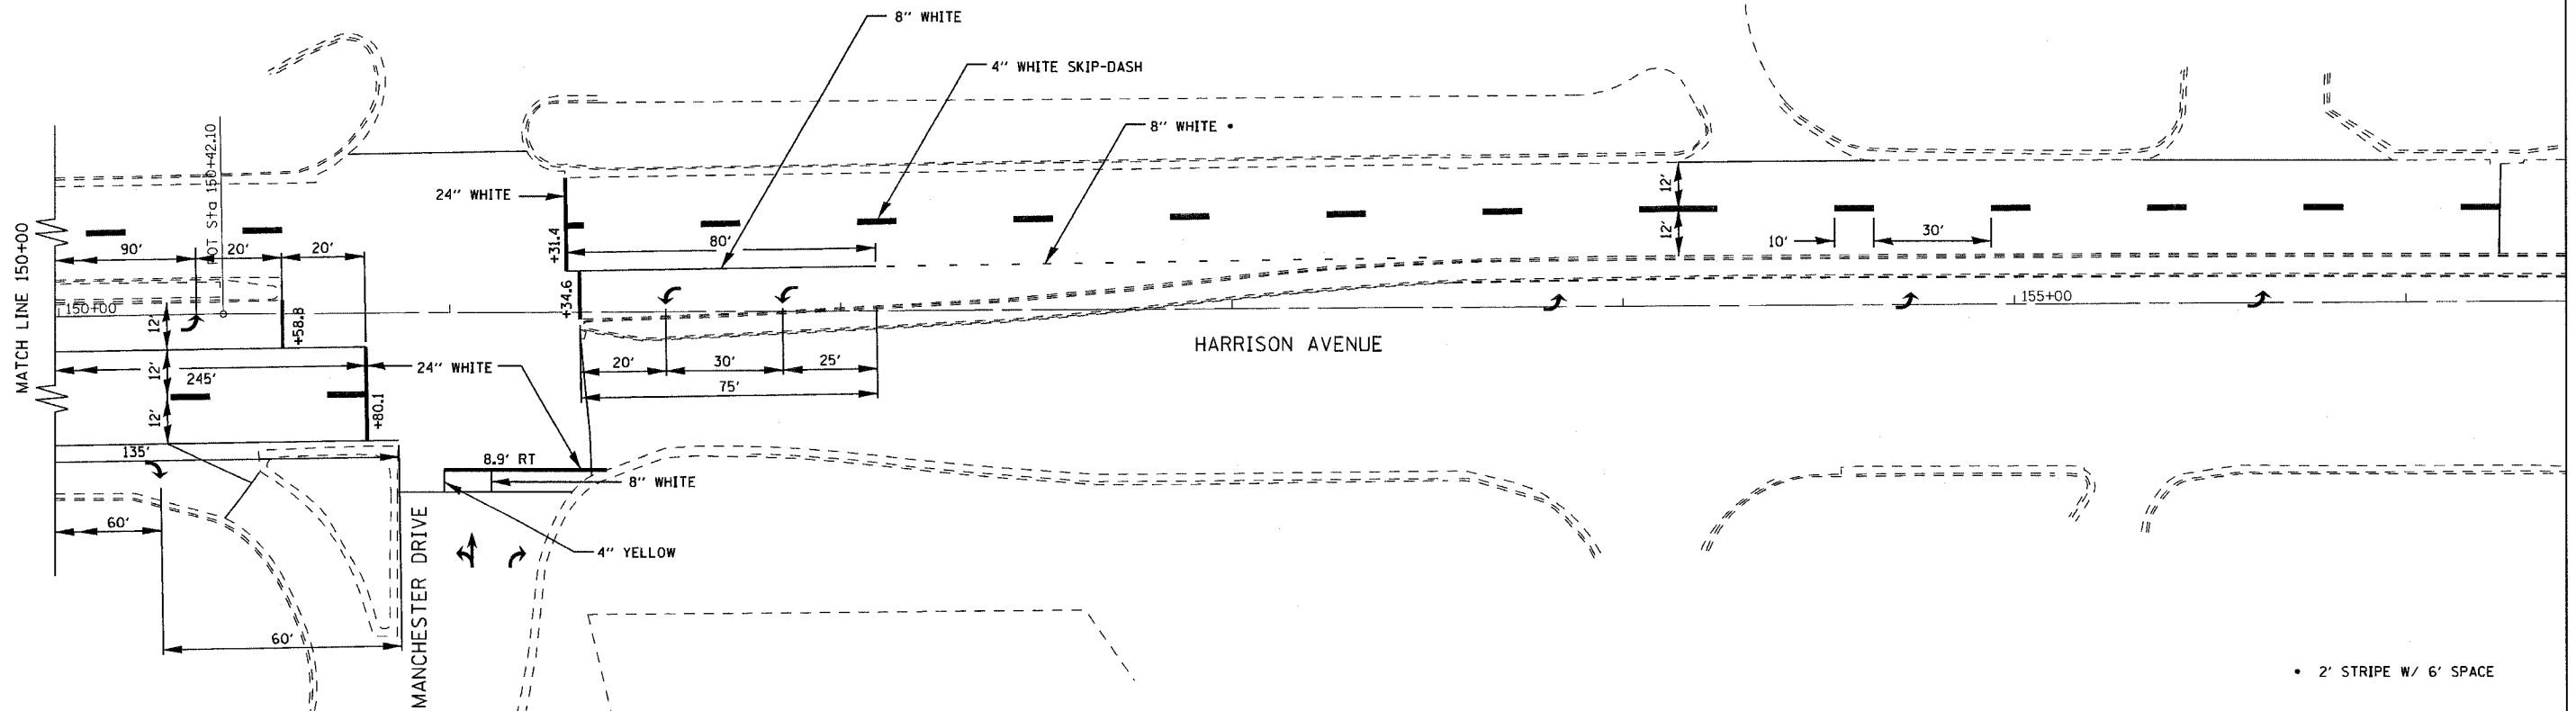 8" WHITE
4" WHITE SKIP-DASH
8" WHITE •
POT Sta 150+42.10
24" WHITE
12'
12'
+31.4
80'
10'
30'
90'
20'
20'
MATCH LINE 150+00
150+00
+34.6
155+00
12'
+58.8
HARRISON AVENUE
20'
30'
25'
75'
12'
245'
24" WHITE
12'
+80.1
135'
8.9' RT
8" WHITE
60'
4" YELLOW
MANCHESTER DRIVE
60'
• 2' STRIPE W/ 6' SPACE